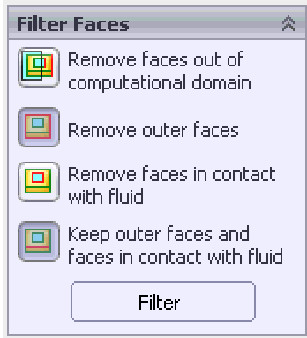 Filter Faces
Remove faces out of
computational domain
Remove outer faces
Remove faces in contact
with fluid
Keep outer faces and
faces in contact with fluid
Filter